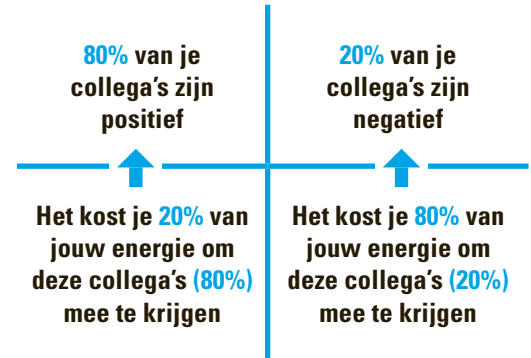 80% van je
collega's zijn
positief
20% van je
collega's zijn
negatief
Het kost je 20% van
jouw energie om
deze collega's (80%)
mee te krijgen
Het kost je 80% van
jouw energie om
deze collega's (20%)
mee te krijgen